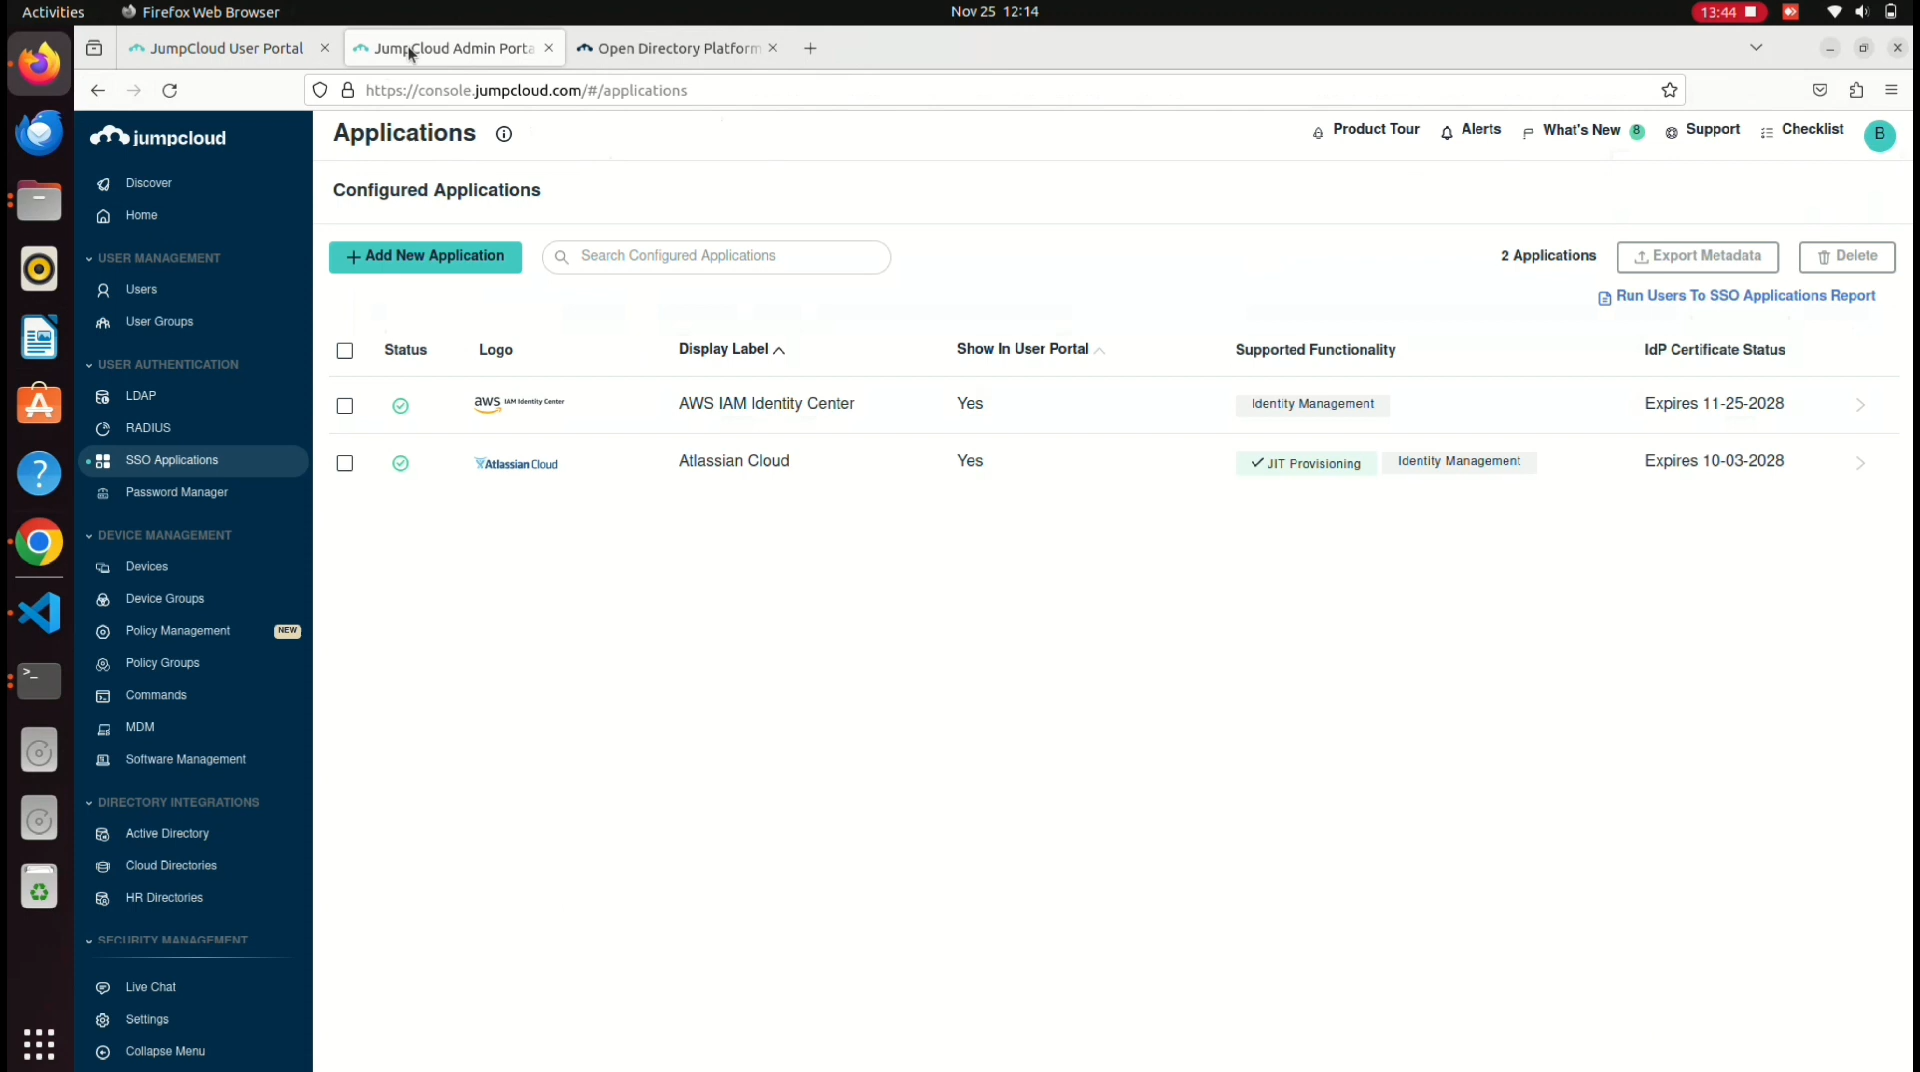 Activities
Firefox Web Browser
Nov 25 12:14
13:44
JumpCloud User Portal
JumpCloud Admin Porta
Open Directory Platform
https://console.jumpcloud.com/#/applications
jumpcloud
Discover
Home
USER MANAGEMENT
Users
User Groups
USER AUTHENTICATION
LDAP
RADIUS
SSO Applications
Password Manager
DEVICE MANAGEMENT
Devices
Device Groups
Policy Management NEW
Policy Groups
Commands
MDM
Software Management
DIRECTORY INTEGRATIONS
Active Directory
Cloud Directories
HR Directories
SECURITY MANAGEMENT
Live Chat
Settings
Collapse Menu
Applications
Product Tour
Alerts
What's New 8
Support
Checklist
B
Configured Applications
Add New Application
Search Configured Applications
2 Applications
Export Metadata
Delete
Run Users To SSO Applications Report
Status Logo Display Label Show In User Portal Supported Functionality IdP Certificate Status
aws IAM Identity Center AWS IAM Identity Center Yes Identity Management Expires 11-25-2028
Atlassian Cloud Atlassian Cloud Yes JIT Provisioning Identity Management Expires 10-03-2028